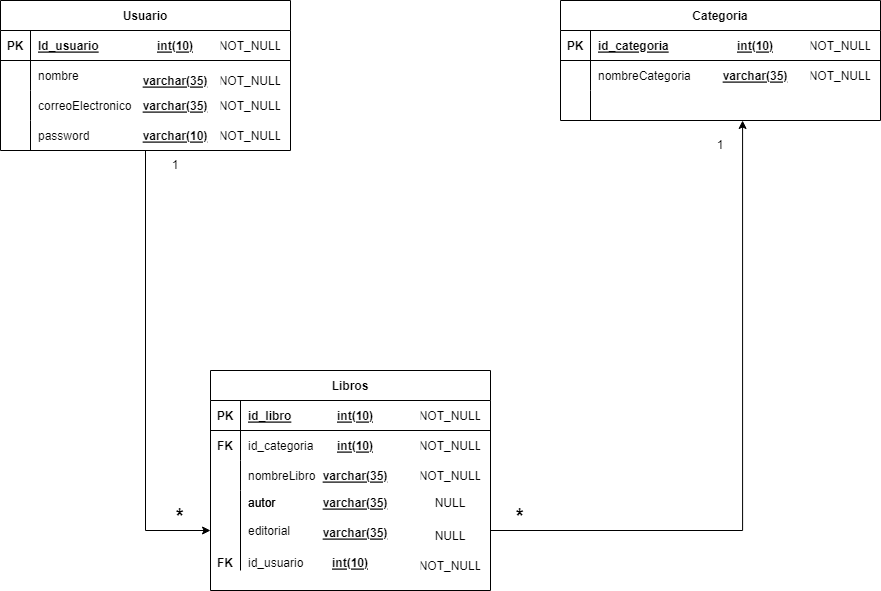 Usuario
PK Id_usuario int(10) NOT_NULL
nombre varchar(35) NOT_NULL
correoElectronico varchar(35) NOT_NULL
password varchar(10) NOT_NULL
1
Categoria
PK id_categoria int(10) NOT_NULL
nombreCategoria varchar(35) NOT_NULL
1
Libros
PK id_libro int(10) NOT_NULL
FK id_categoria int(10) NOT_NULL
nombreLibro varchar(35) NOT_NULL
autor varchar(35) NULL
editorial varchar(35) NULL
FK id_usuario int(10) NOT_NULL
*
*